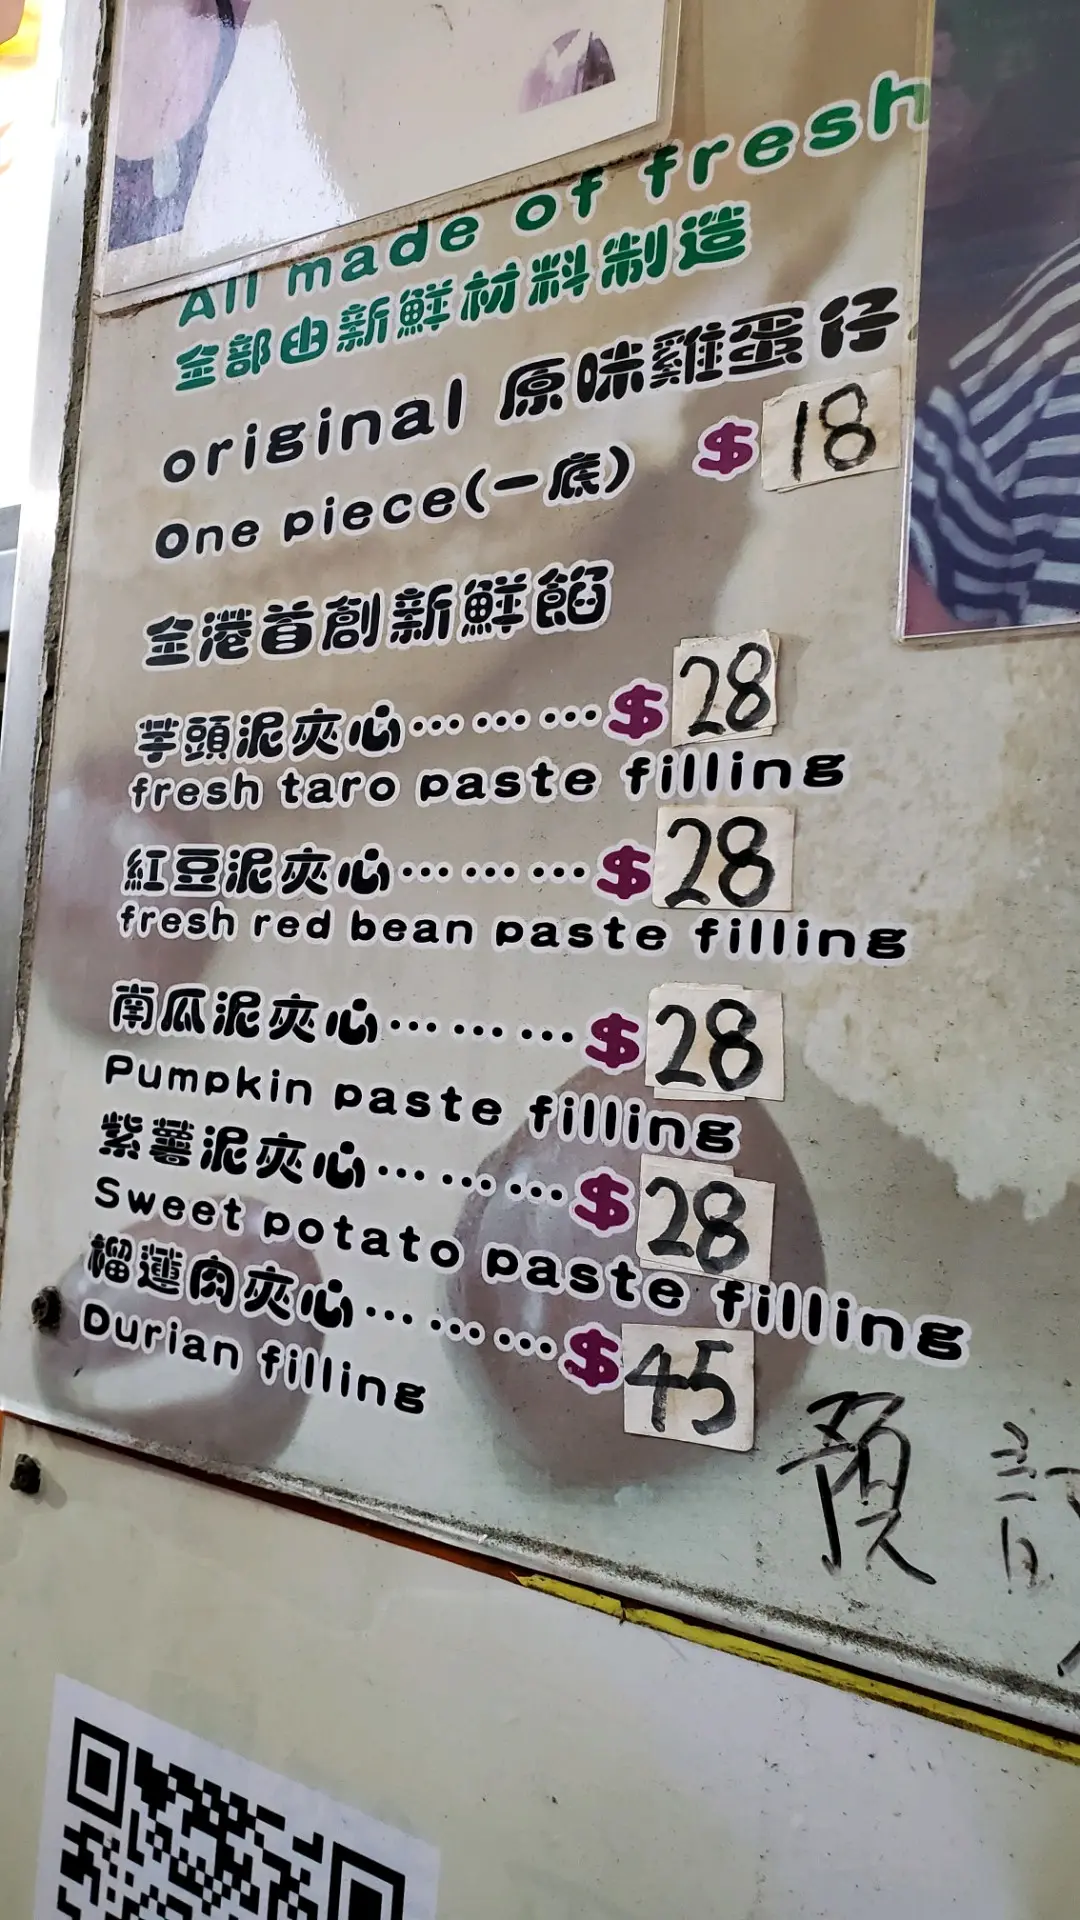 All made of fresh
全部由新鮮材料制造
original 原味雞蛋仔
One piece(一底) $18
全港首創新鮮餡
芋頭泥夾心………$28
fresh taro paste filling
紅豆泥夾心………$28
fresh red bean paste filling
南瓜泥夾心………$28
Pumpkin paste filling
紫薯泥夾心………$28
Sweet potato paste filling
榴蓮肉夾心………$45
Durian filling
預